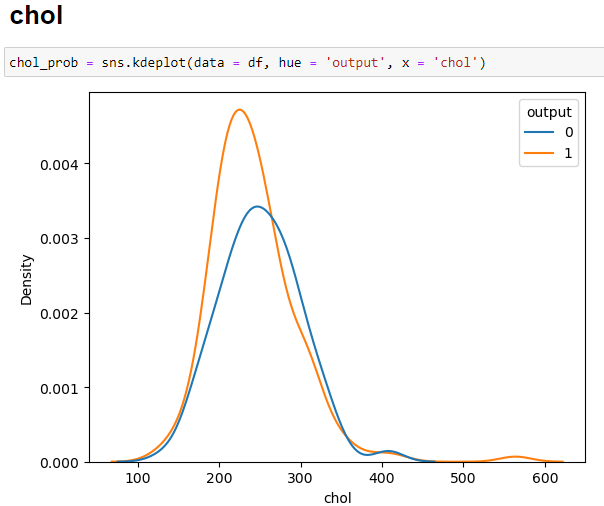 chol
chol_prob = sns.kdeplot(data = df, hue = 'output', x = 'chol')
output
0
1
0.004
0.003
0.002
0.001
0.000
Density
100 200 300 400 500 600
chol